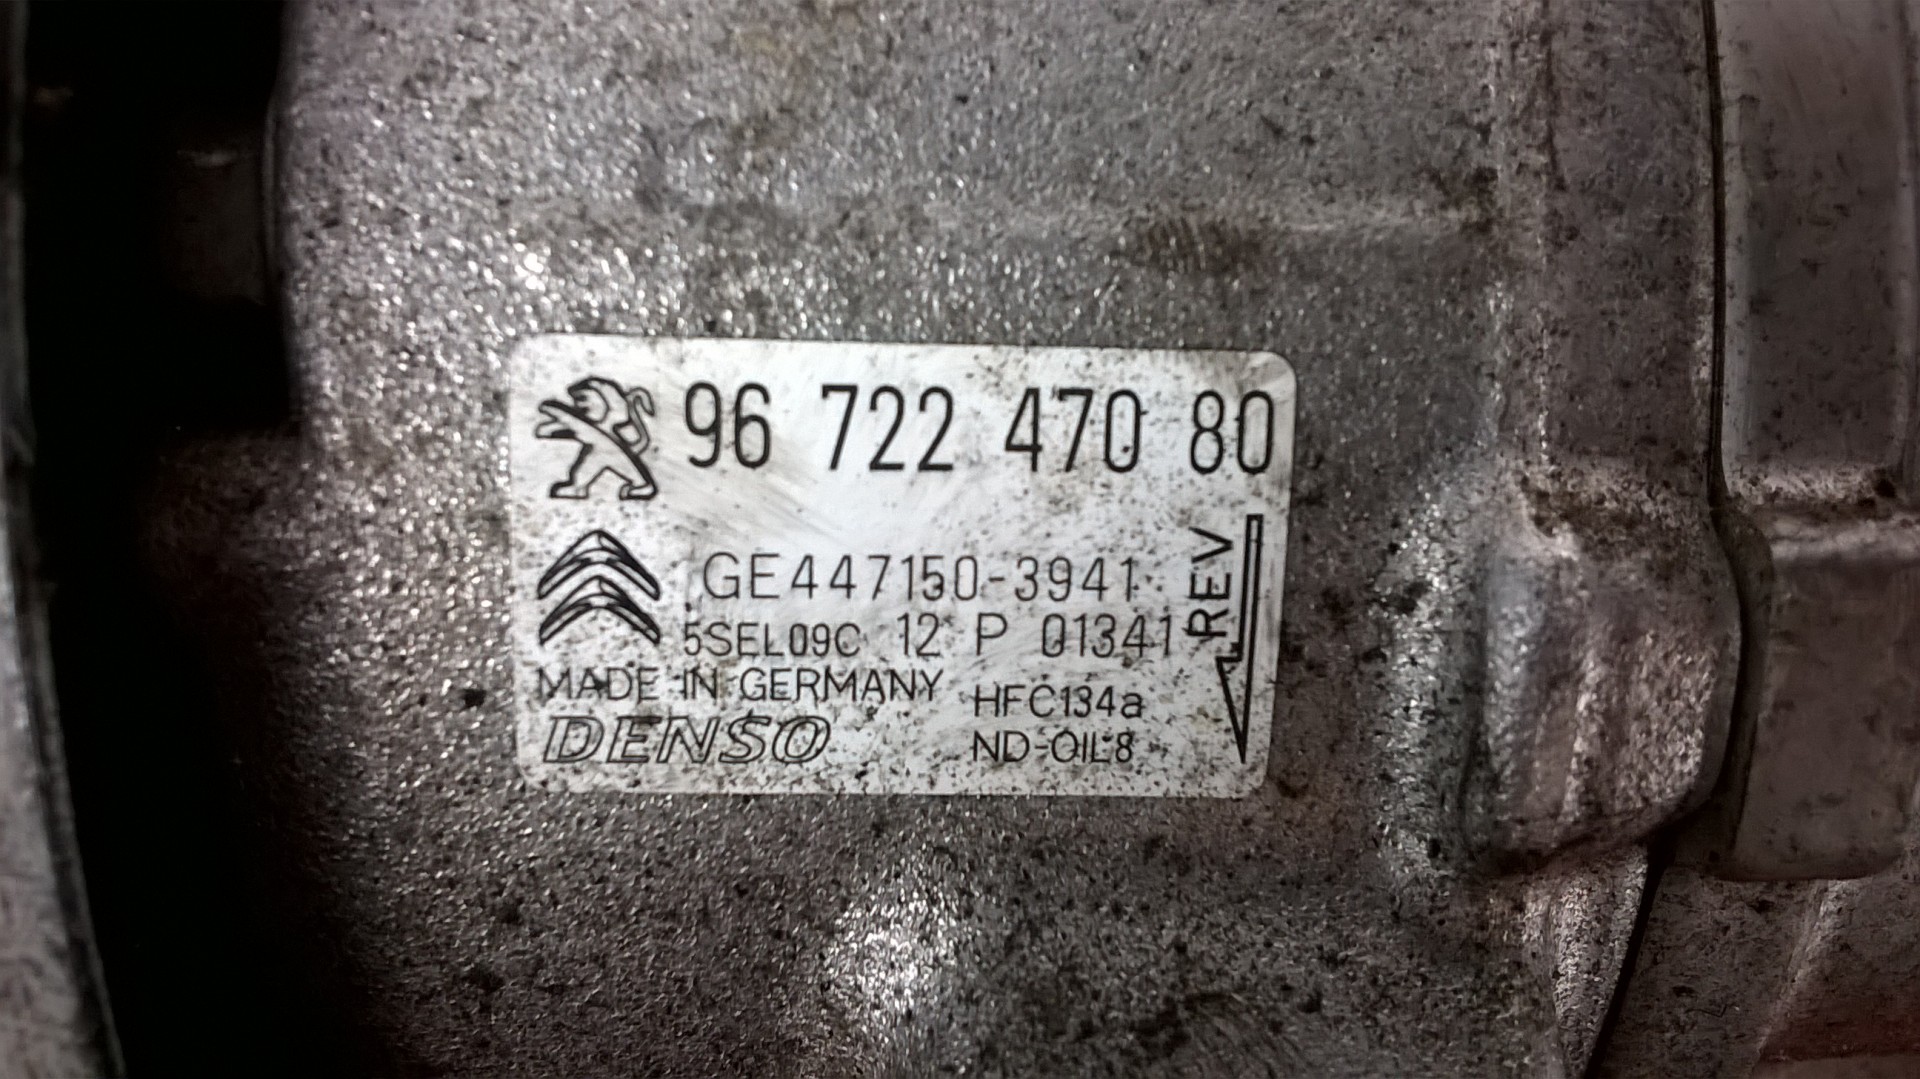 96 722 470 80
GE447150-3941
5SEL09C 12 P 01341
REV
MADE IN GERMANY
DENSO
HFC134a
ND-OIL8